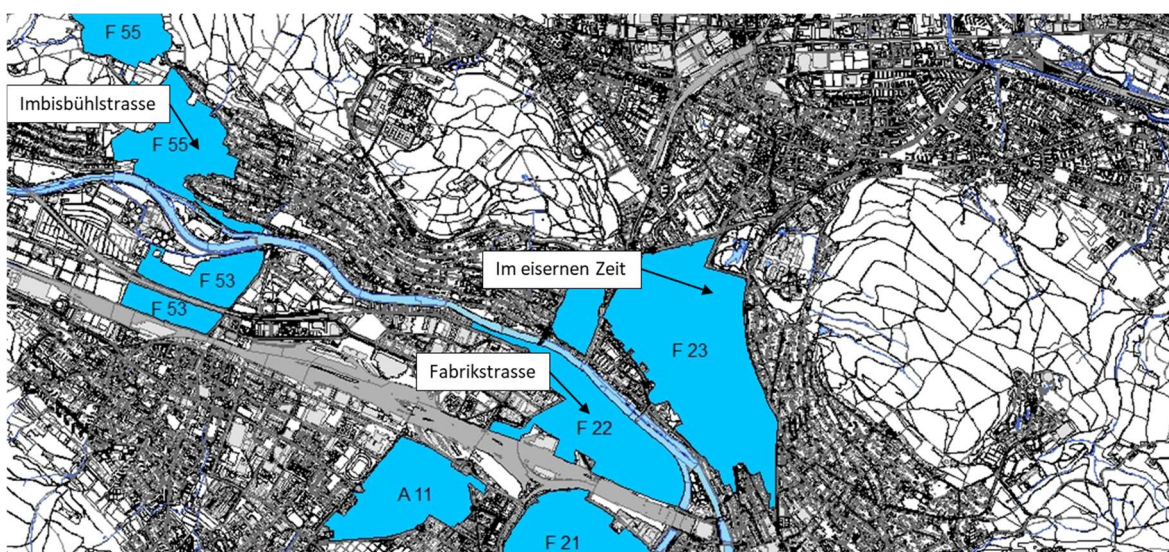 F 55
Imbisbühlstrasse
F 55
Im eisernen Zeit
F 53
F 53
F 23
Fabrikstrasse
F 22
A 11
F 21